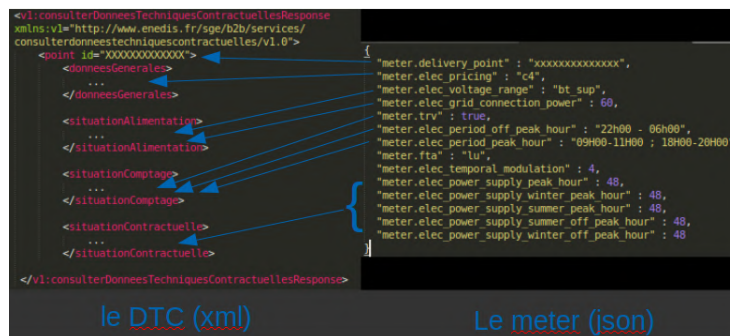 <v1:consulterDonneesTechniquesContractuellesResponse
xmlns:v1="http://www.enedis.fr/sge/b2b/services/
consulterdonneestechniquescontractuelles/v1.0">
<point id="XXXXXXXXXXXXX">
<donneesGenerales>
...
</donneesGenerales>
<situationAlimentation>
...
</situationAlimentation>
<situationComptage>
...
</situationComptage>
<situationContractuelle>
...
</situationContractuelle>
</v1:consulterDonneesTechniquesContractuellesResponse>
le DTC (xml)
{
"meter.delivery_point" : "xxxxxxxxxxxxxx",
"meter.elec_pricing" : "c4",
"meter.elec_voltage_range" : "bt_sup",
"meter.elec_grid_connection_power" : 60,
"meter.trv" : true,
"meter.elec_period_off_peak_hour" : "22h00 - 06h00",
"meter.elec_period_peak_hour" : "09H00-11H00 ; 18H00-20H00"
"meter.fta" : "lu",
"meter.elec_temporal_modulation" : 4,
"meter.elec_power_supply_peak_hour" : 48,
"meter.elec_power_supply_winter_peak_hour" : 48,
"meter.elec_power_supply_summer_peak_hour" : 48,
"meter.elec_power_supply_summer_off_peak_hour" : 48,
"meter.elec_power_supply_winter_off_peak_hour" : 48
}
Le meter (json)